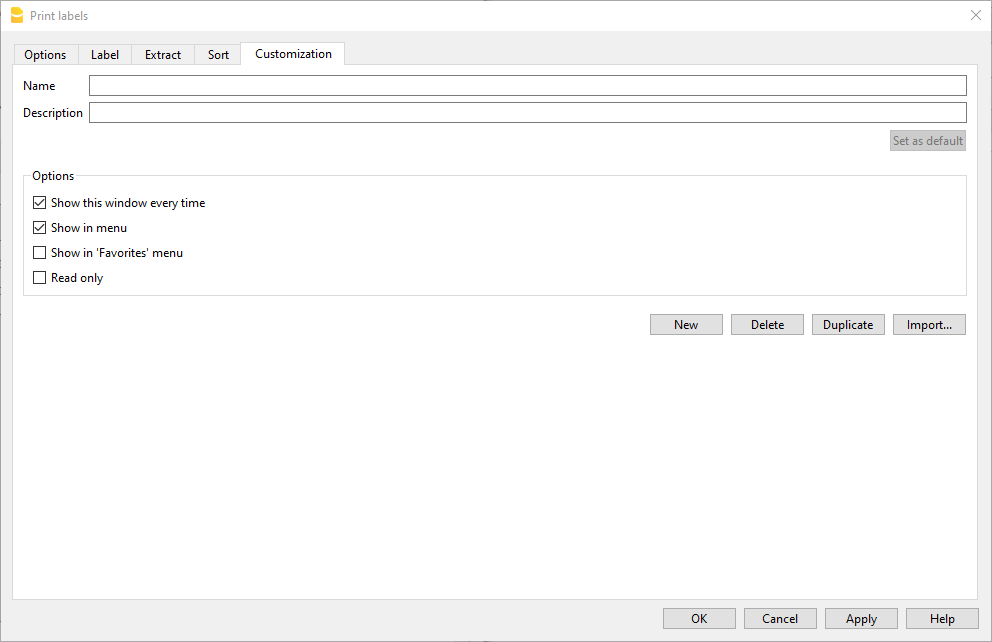 Print labels
Options Label Extract Sort Customization
Name
Description
Set as default
Options
Show this window every time
Show in menu
Show in 'Favorites' menu
Read only
New Delete Duplicate Import...
OK Cancel Apply Help